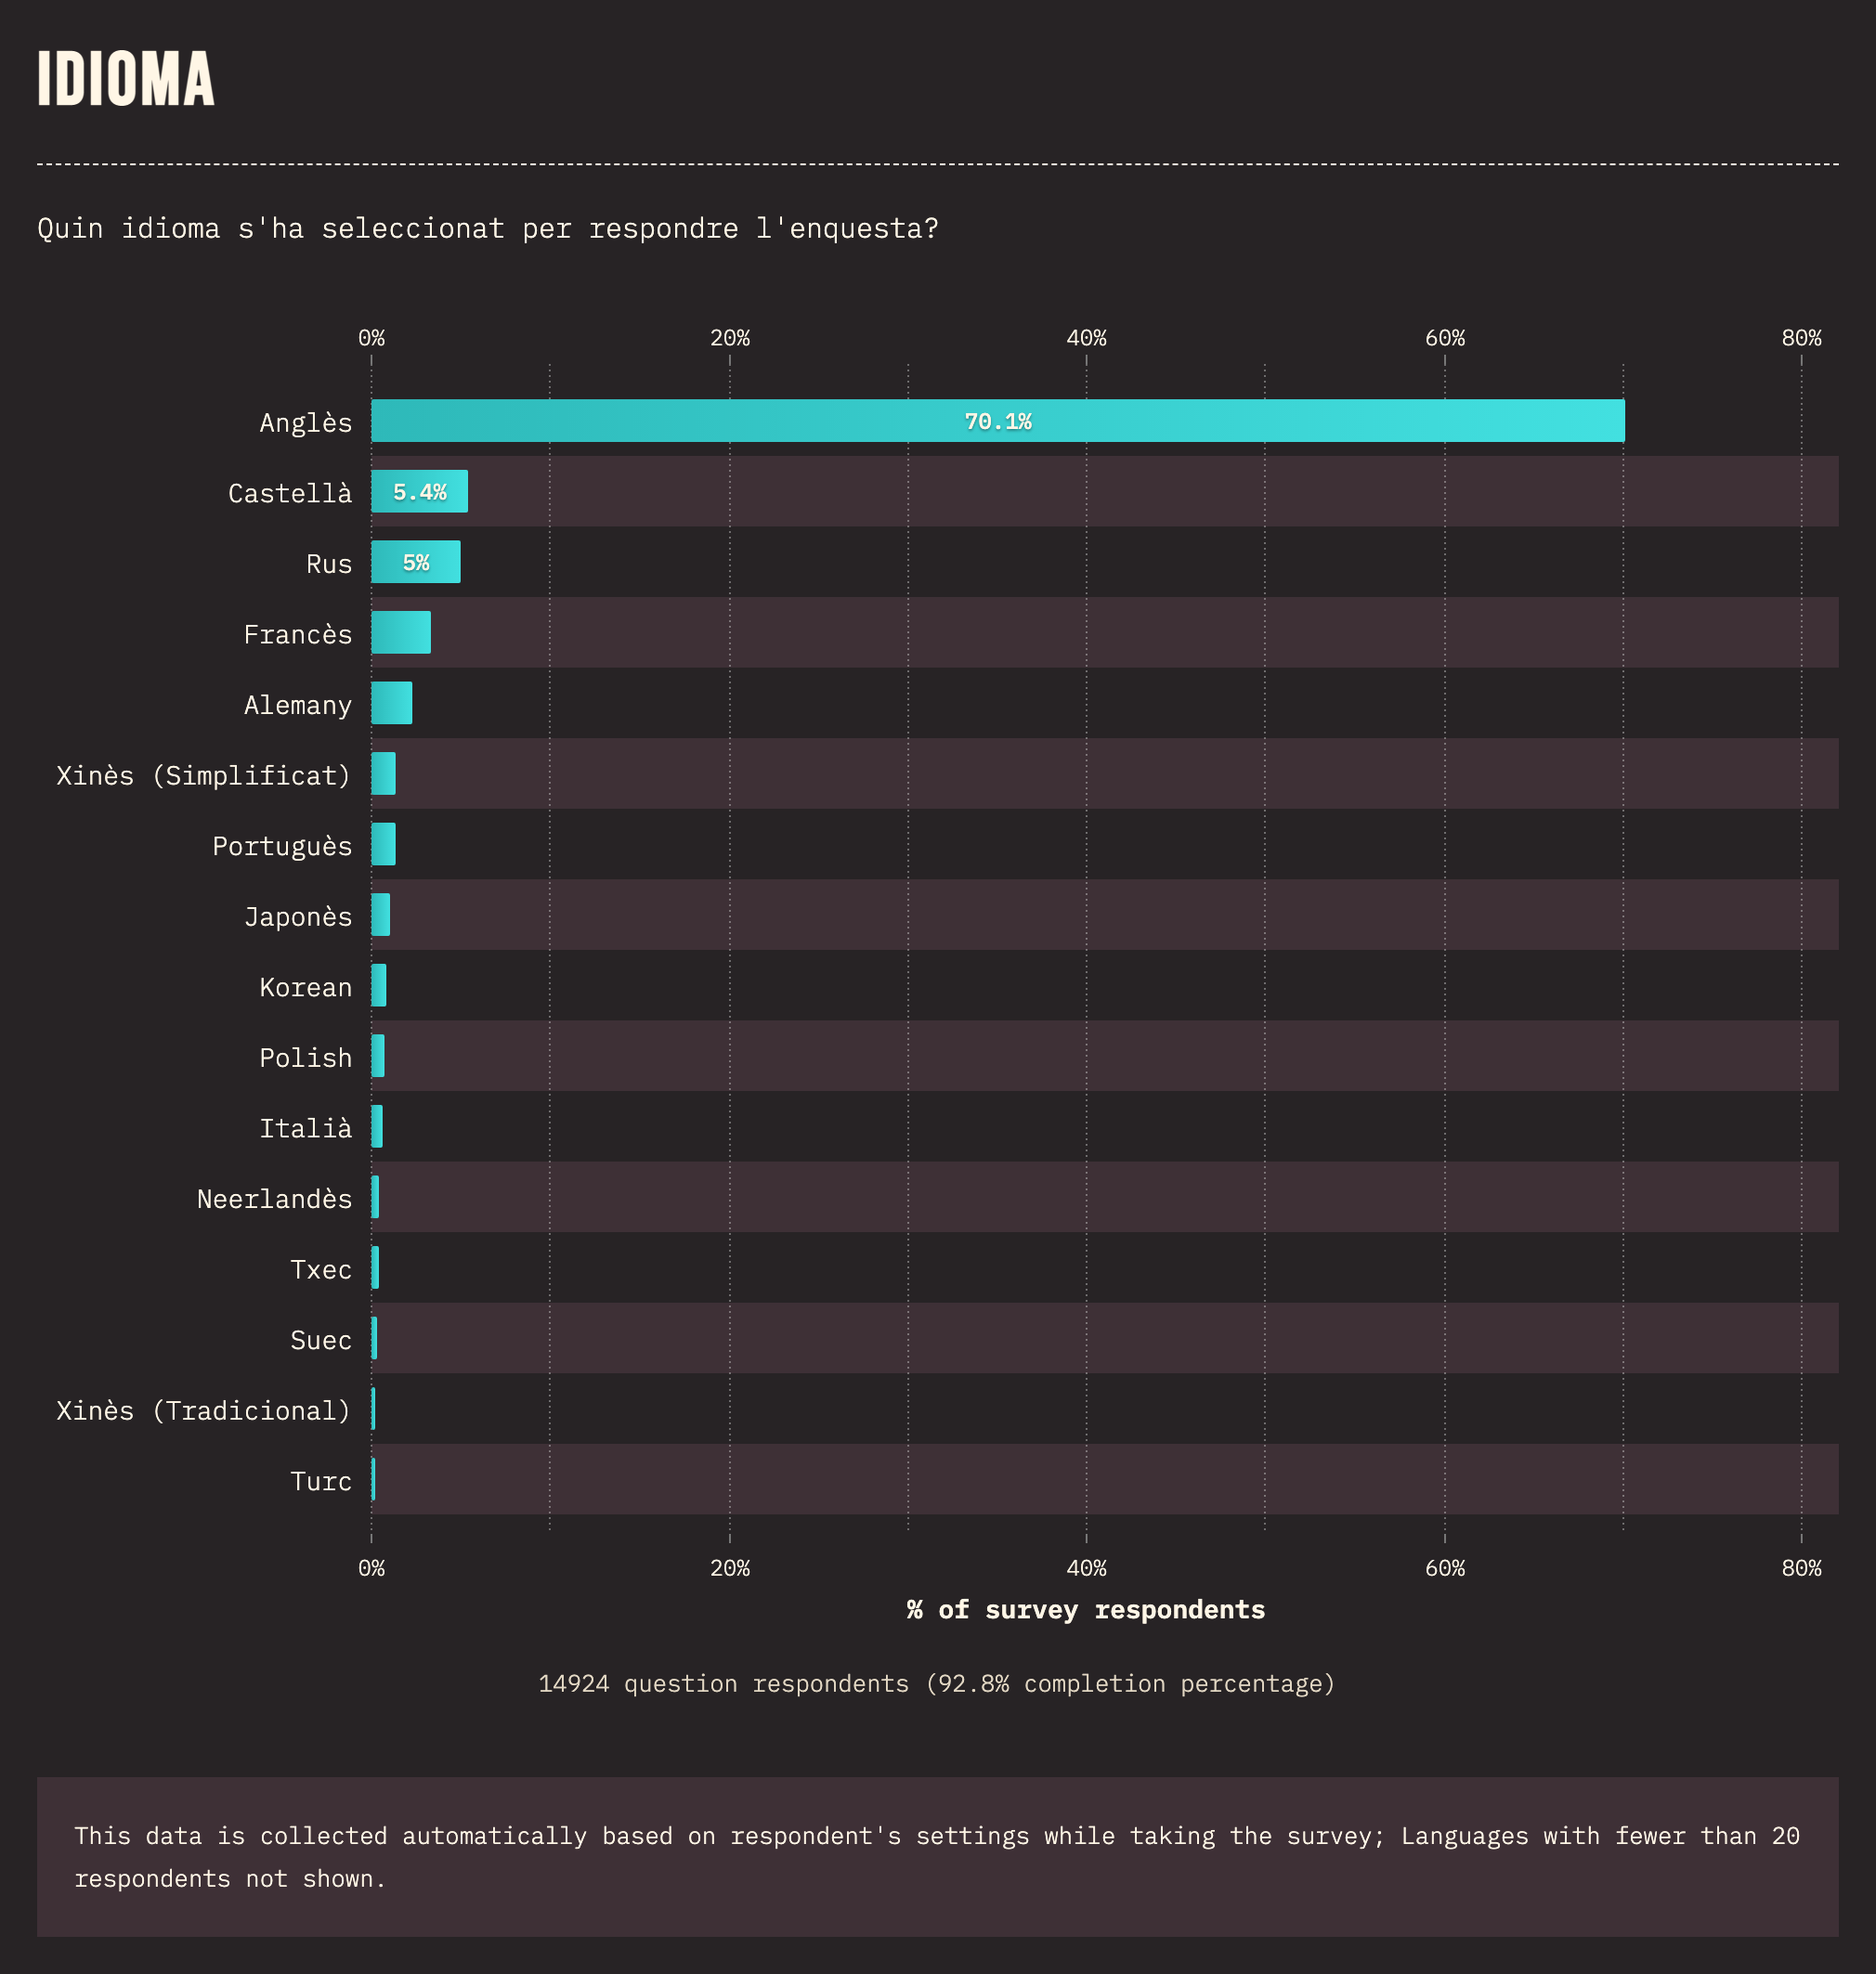 IDIOMA
Quin idioma s'ha seleccionat per respondre l'enquesta?
0% 20% 40% 60% 80%
Anglès 70.1%
Castellà 5.4%
Rus 5%
Francès
Alemany
Xinès (Simplificat)
Portuguès
Japonès
Korean
Polish
Italià
Neerlandès
Txec
Suec
Xinès (Tradicional)
Turc
0% 20% 40% 60% 80%
% of survey respondents
14924 question respondents (92.8% completion percentage)
This data is collected automatically based on respondent's settings while taking the survey; Languages with fewer than 20
respondents not shown.